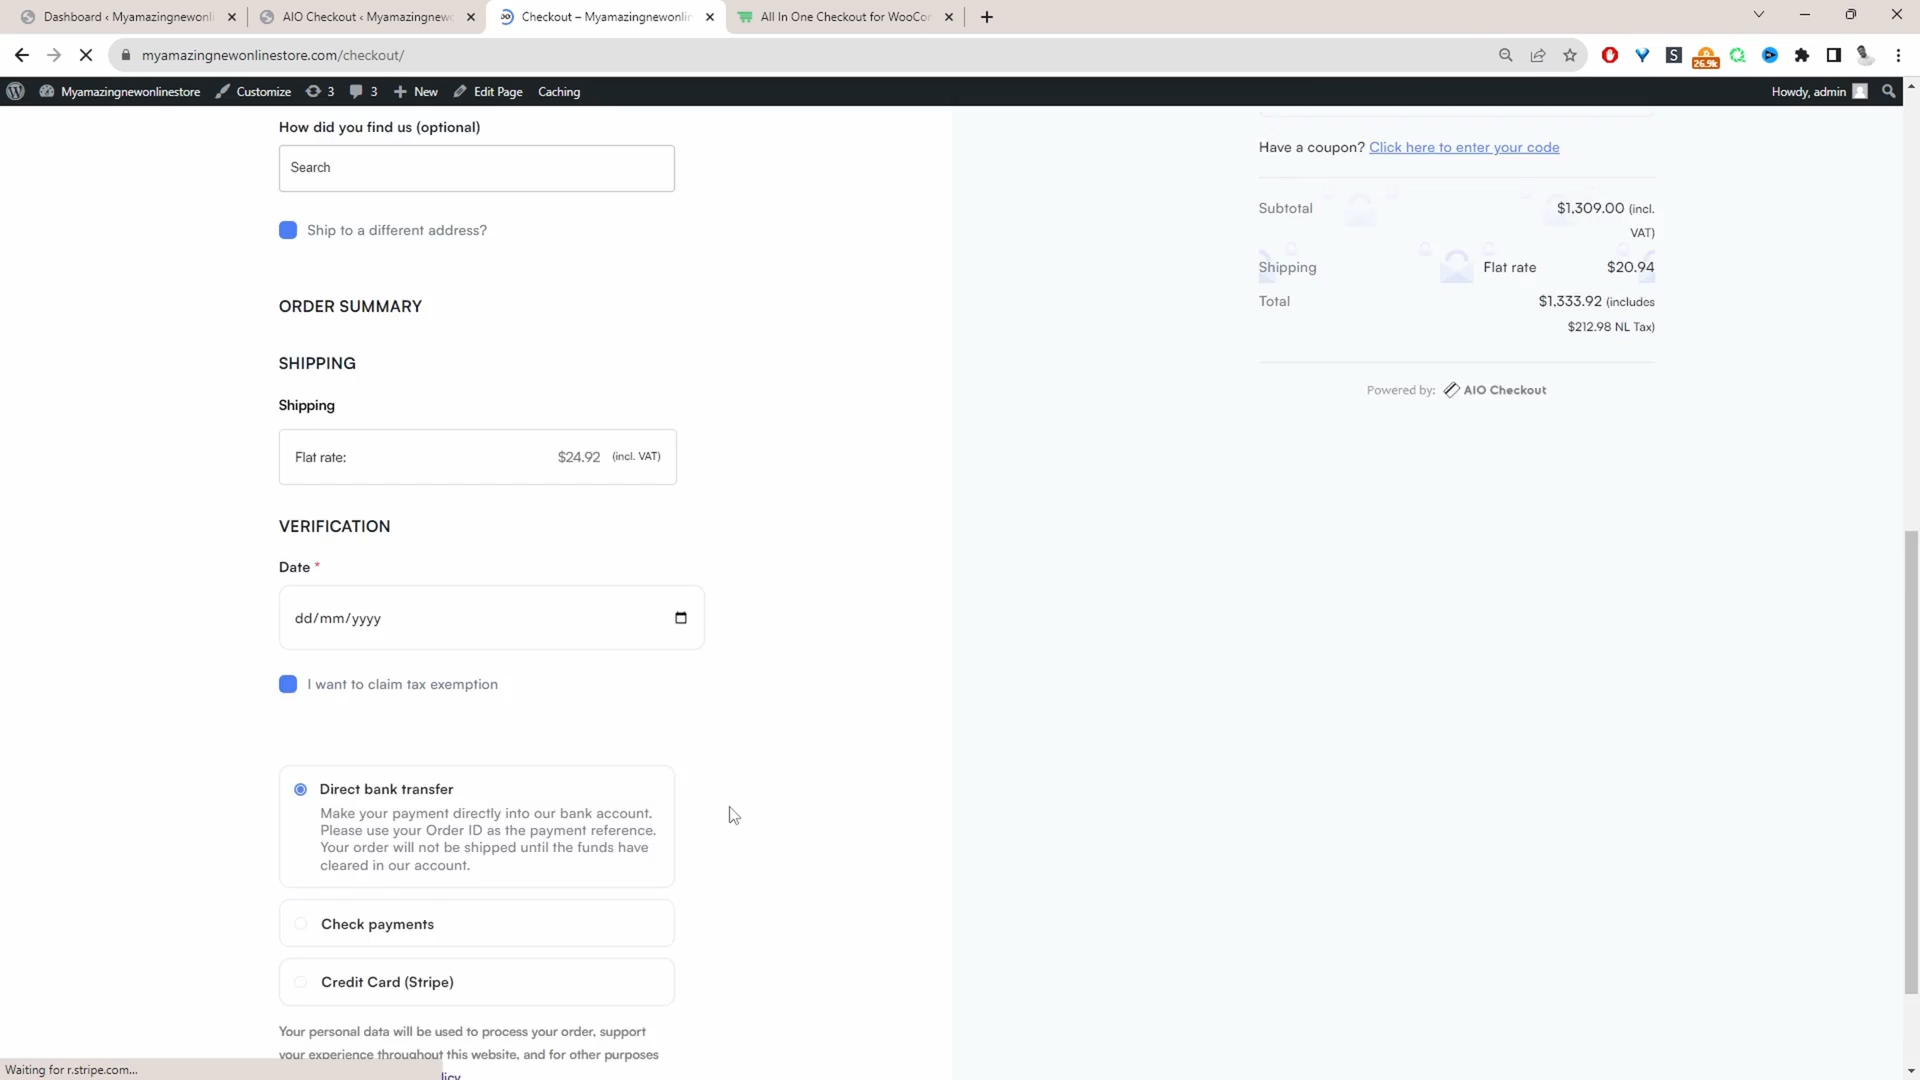 Dashboard ‹ Myamazingnewonli
AIO Checkout ‹ Myamazingnew
Checkout – Myamazingnewonlin
All In One Checkout for WooCor
myamazingnewonlinestore.com/checkout/
26.9k
Myamazingnewonlinestore
Customize
3
3
New
Edit Page
Caching
Howdy, admin
How did you find us (optional)
Search
Ship to a different address?
ORDER SUMMARY
SHIPPING
Shipping
Flat rate: $24.92 (incl. VAT)
VERIFICATION
Date *
dd/mm/yyyy
I want to claim tax exemption
Direct bank transfer
Make your payment directly into our bank account.
Please use your Order ID as the payment reference.
Your order will not be shipped until the funds have
cleared in our account.
Check payments
Credit Card (Stripe)
Your personal data will be used to process your order, support
your experience throughout this website, and for other purposes
licy
Have a coupon? Click here to enter your code
Subtotal $1,309.00 (incl.
VAT)
Shipping Flat rate $20.94
Total $1,333.92 (includes
$212.98 NL Tax)
Powered by: AIO Checkout
Waiting for r.stripe.com...